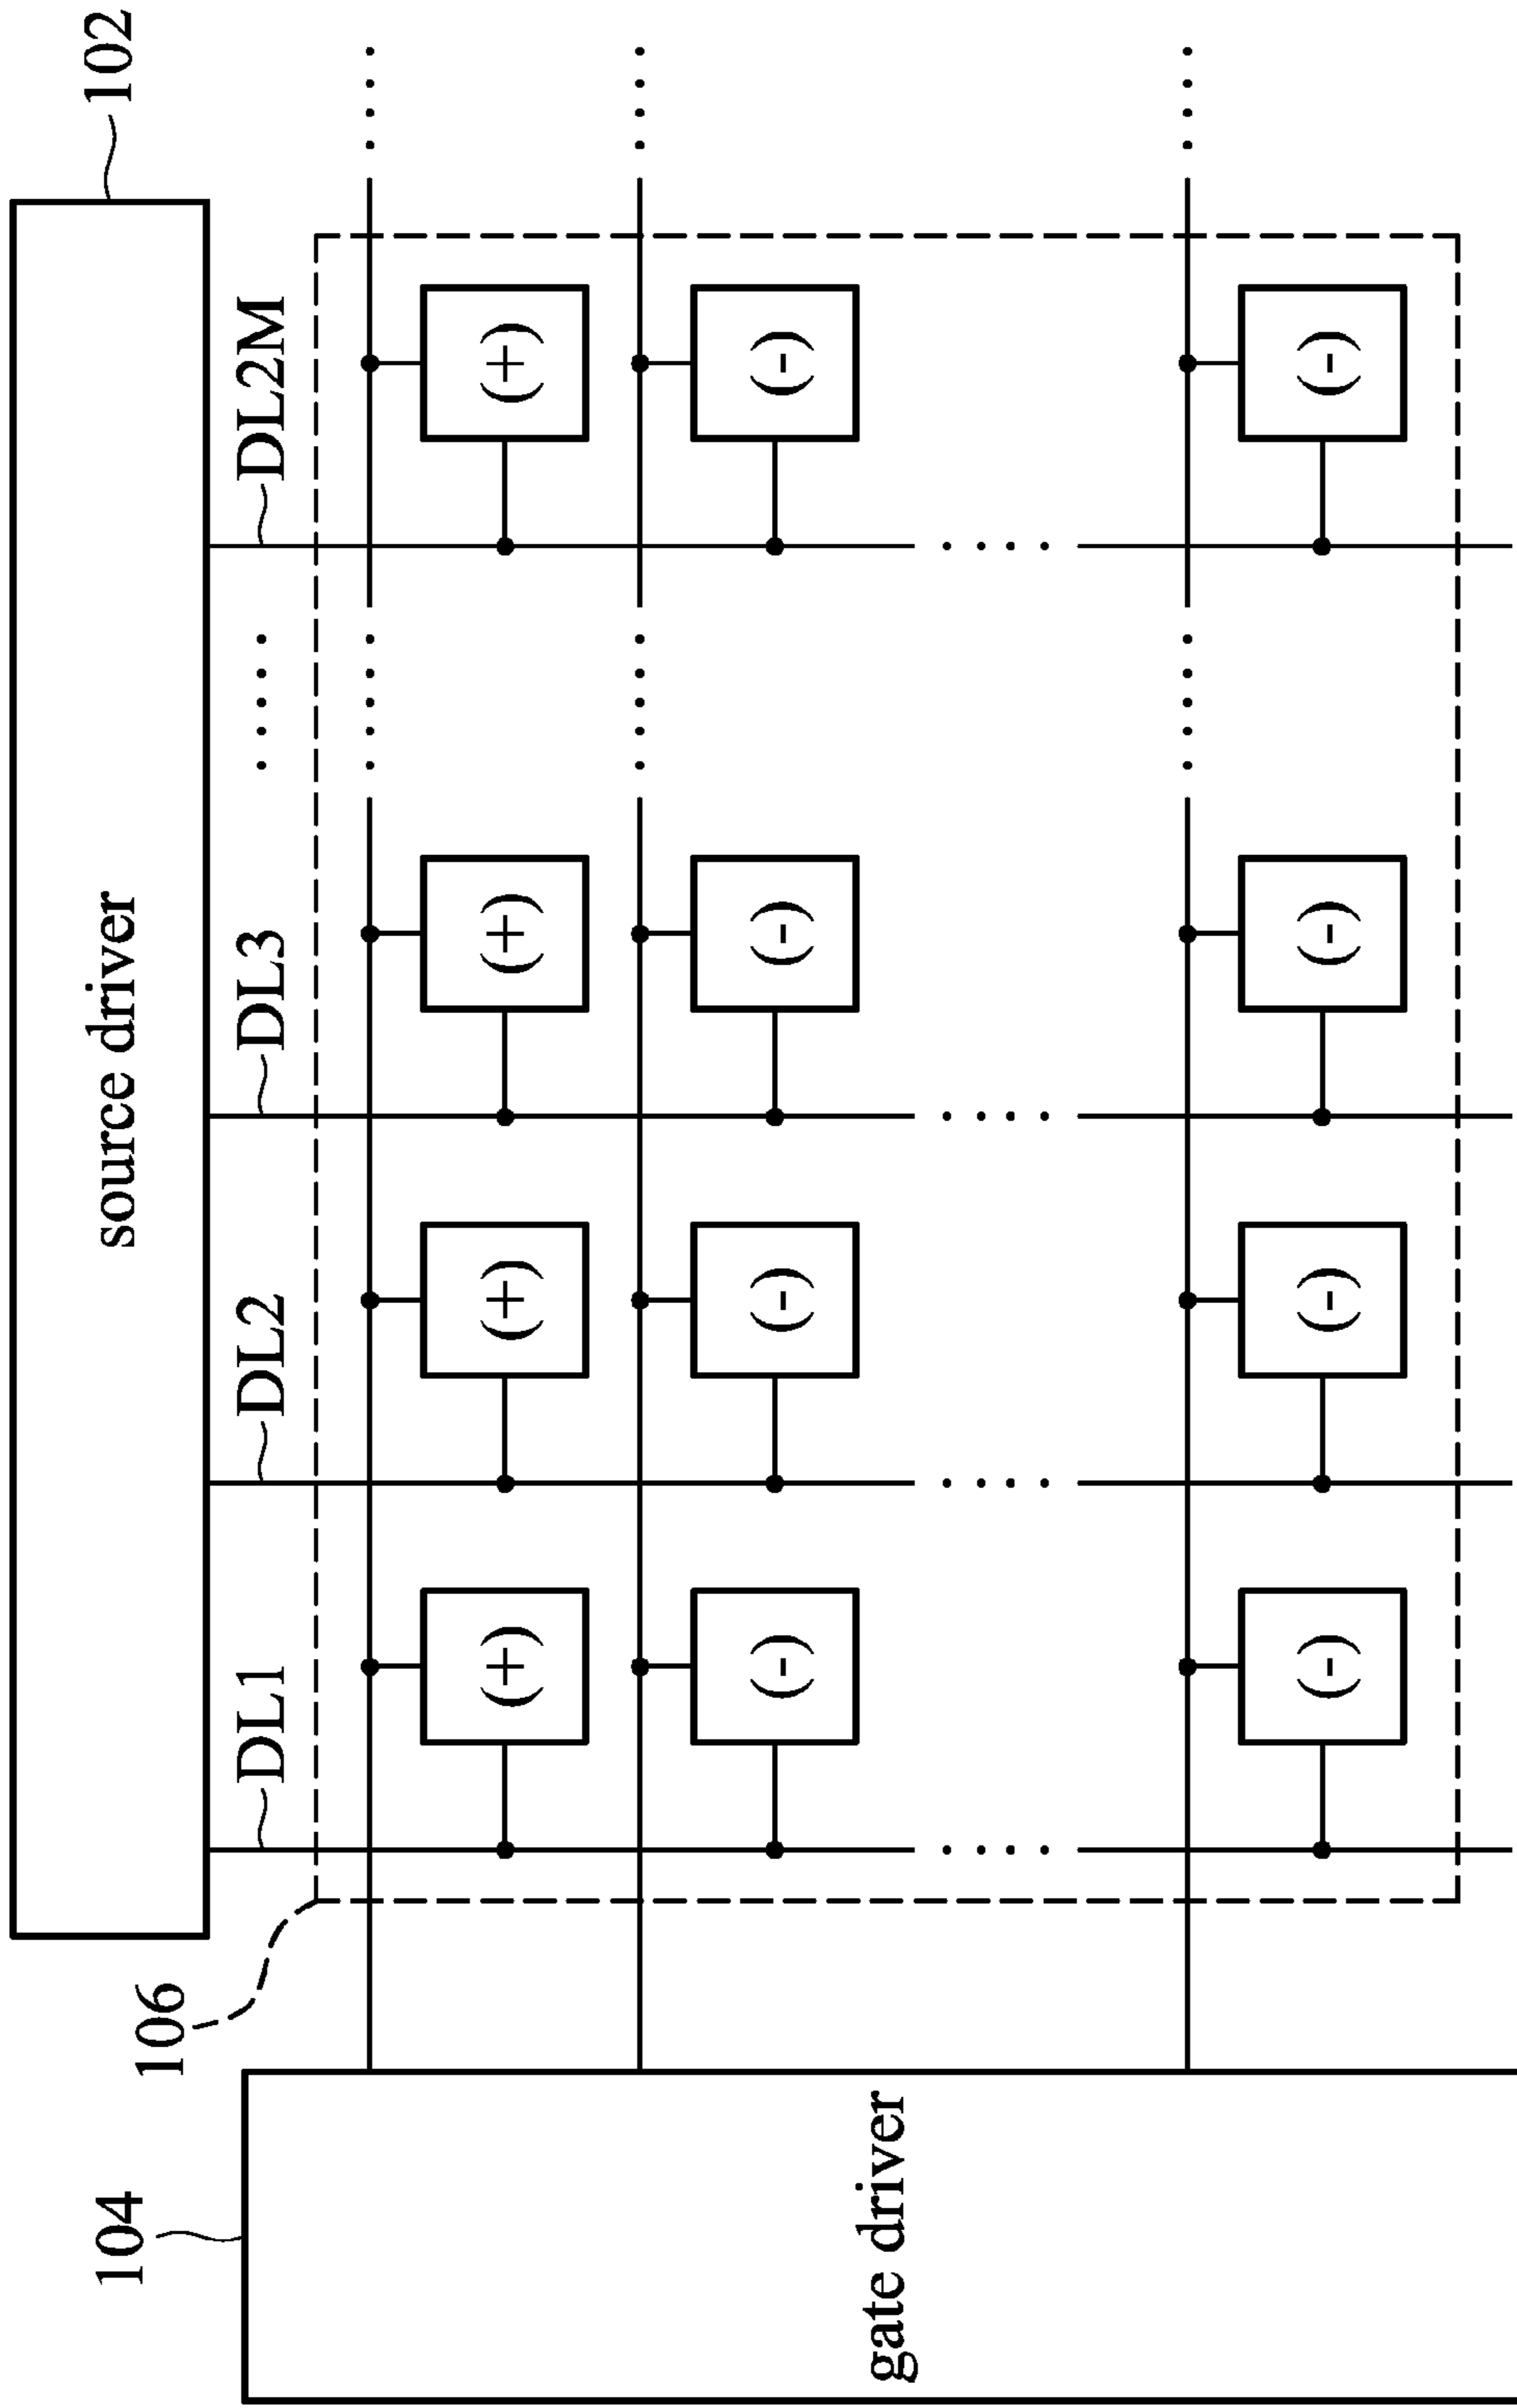 102
source driver
DL1 DL2 DL3 ..... DL2M
106
104
gate driver
(+) (+) (+) (+)
(-) (-) (-) (-)
(-) (-) (-) (-)